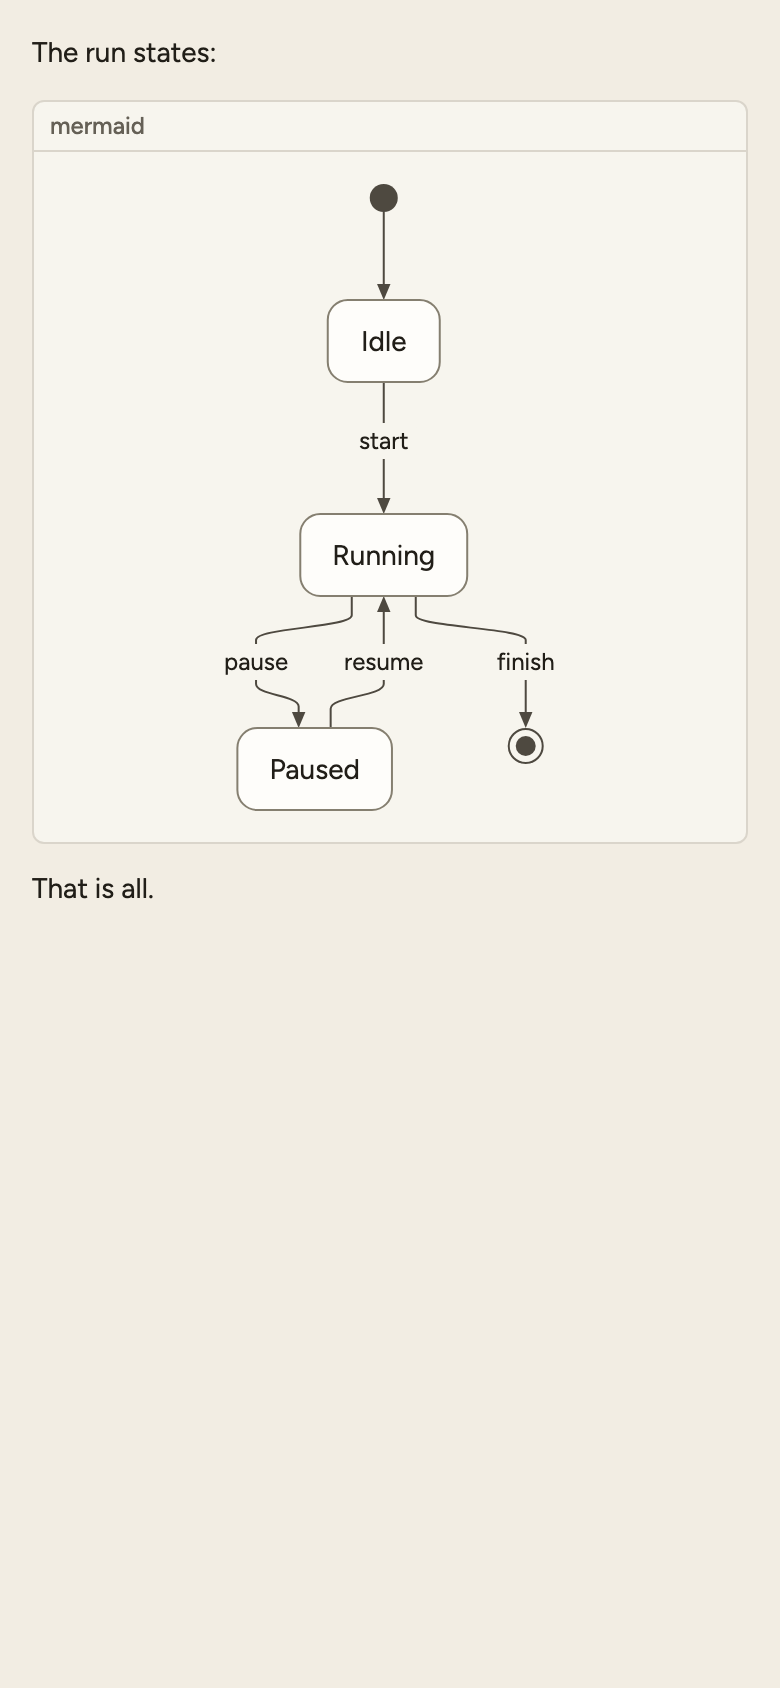 The run states:
mermaid
Idle
start
Running
pause
resume
finish
Paused
That is all.